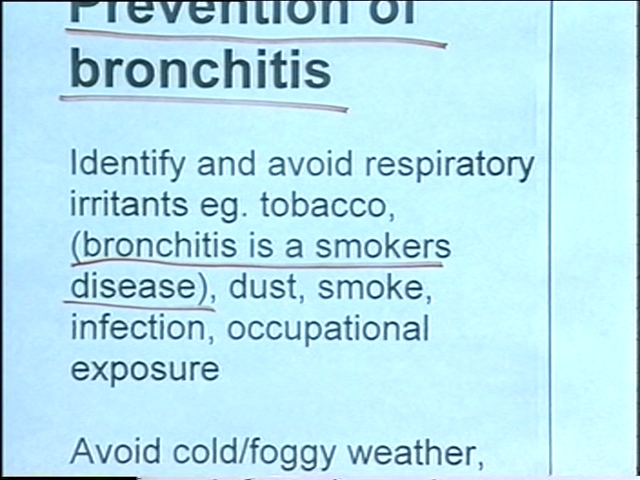 Prevention of
bronchitis
Identify and avoid respiratory
irritants eg. tobacco,
(bronchitis is a smokers
disease), dust, smoke,
infection, occupational
exposure
Avoid cold/foggy weather,